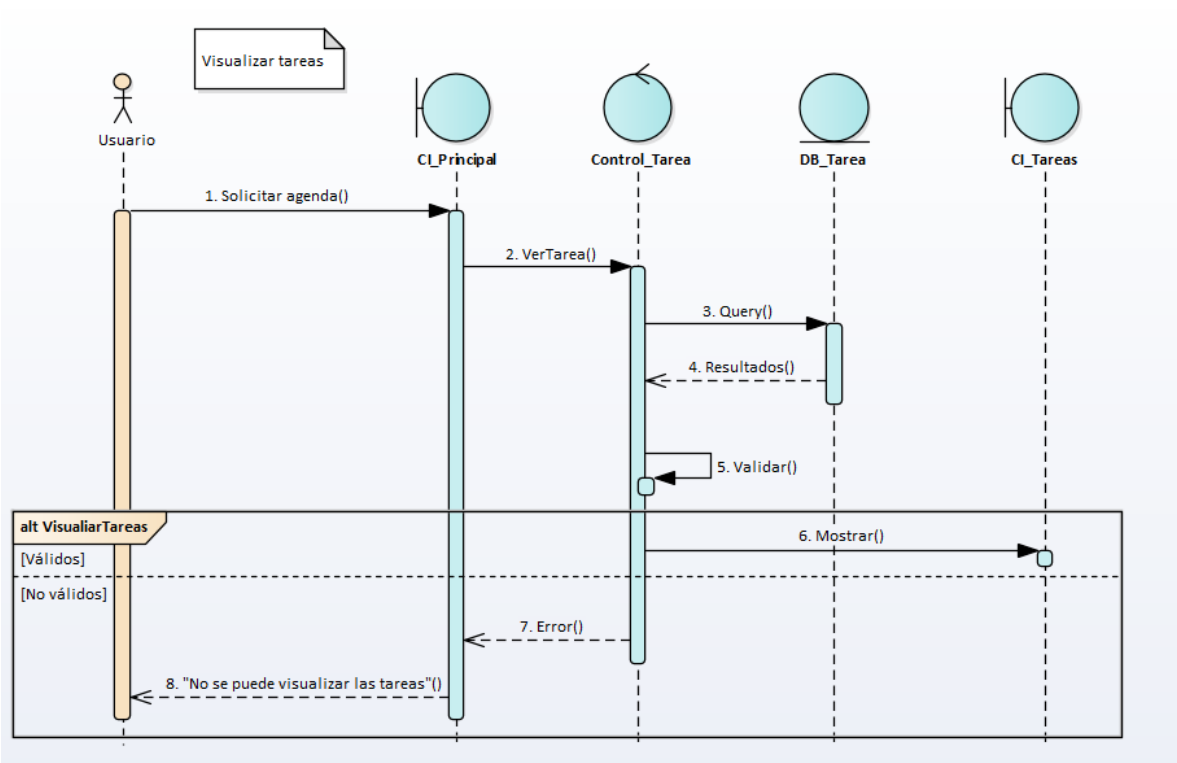 Visualizar tareas
Usuario
CI_Principal
Control_Tarea
DB_Tarea
CI_Tareas
1. Solicitar agenda()
2. VerTarea()
3. Query()
4. Resultados()
5. Validar()
alt VisualiarTareas
6. Mostrar()
[Válidos]
[No válidos]
7. Error()
8. "No se puede visualizar las tareas"()